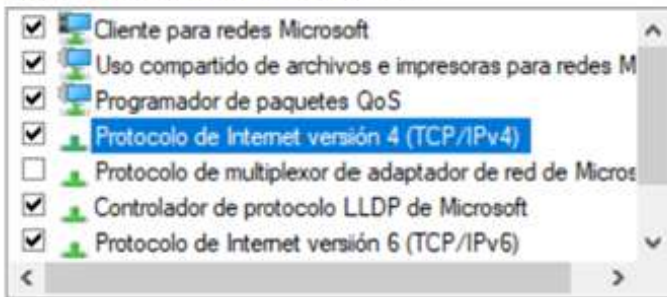 Cliente para redes Microsoft
Uso compartido de archivos e impresoras para redes M
Programador de paquetes QoS
Protocolo de Internet versión 4 (TCP/IPv4)
Protocolo de multiplexor de adaptador de red de Micros
Controlador de protocolo LLDP de Microsoft
Protocolo de Internet versión 6 (TCP/IPv6)